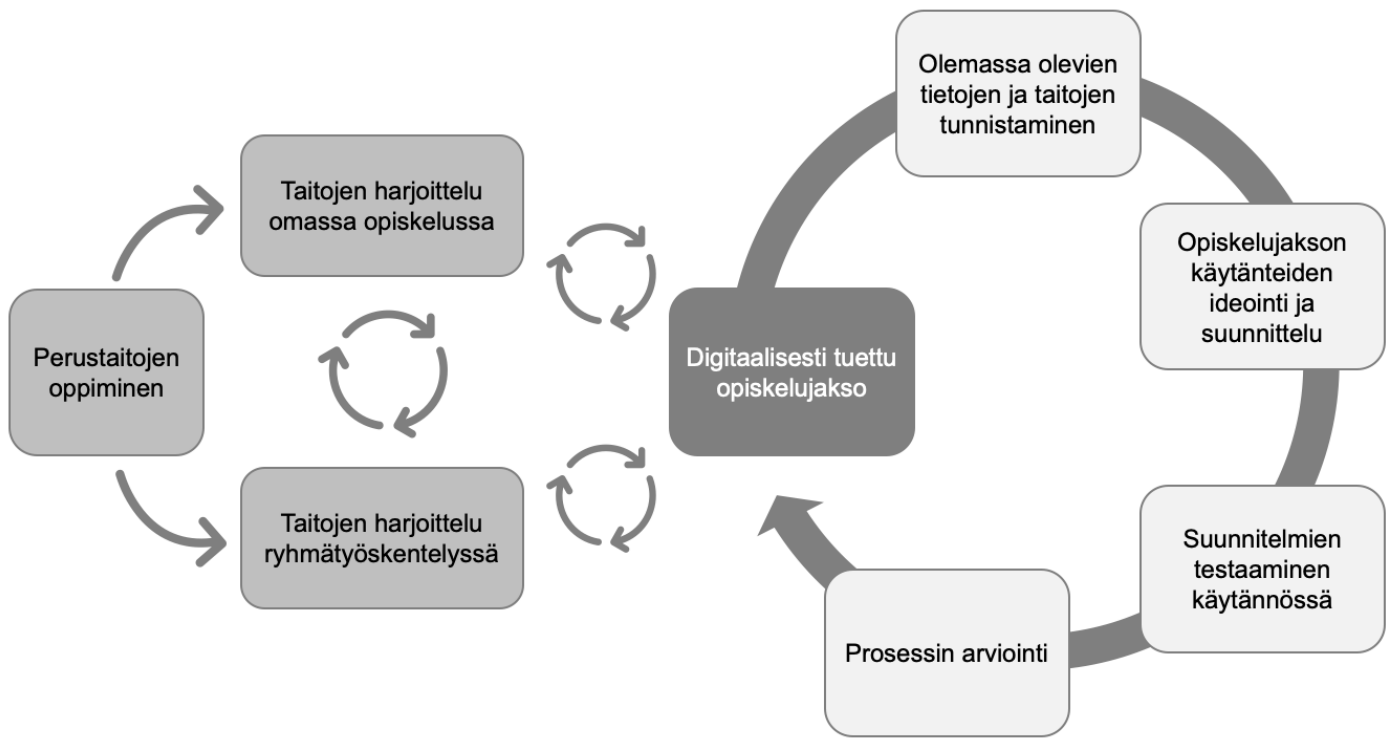 Olemassa olevien
tietojen ja taitojen
tunnistaminen
Taitojen harjoittelu
omassa opiskelussa
Opiskelujakson
käytänteiden
ideointi ja
suunnittelu
Perustaitojen
oppiminen
Digitaalisesti tuettu
opiskelujakso
Taitojen harjoittelu
ryhmätyöskentelyssä
Suunnitelmien
testaaminen
käytännössä
Prosessin arviointi